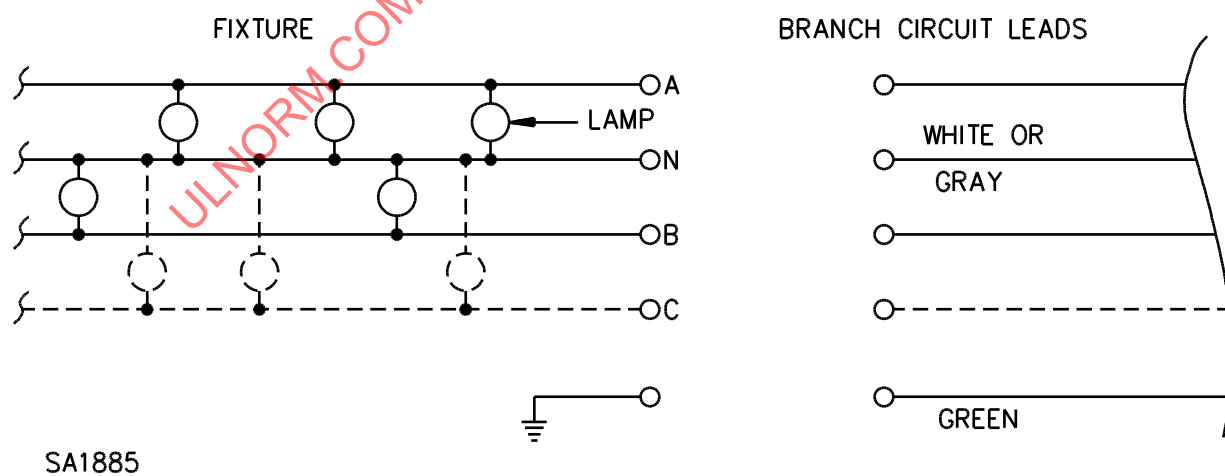 FIXTURE
BRANCH CIRCUIT LEADS
A
LAMP
WHITE OR
N
GRAY
B
C
GREEN
SA1885
ULNORM.COM